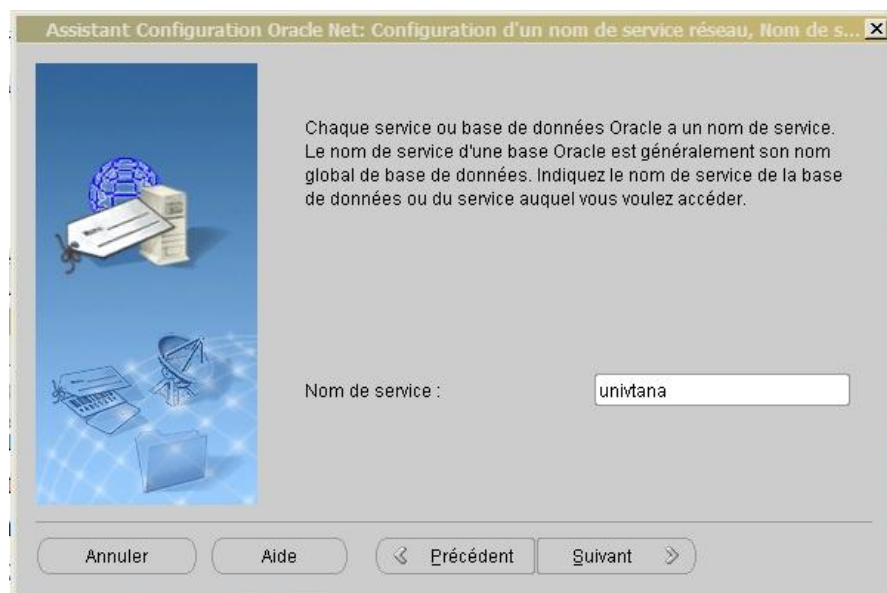 Assistant Configuration Oracle Net: Configuration d'un nom de service réseau, Nom de s...
Chaque service ou base de données Oracle a un nom de service.
Le nom de service d'une base Oracle est généralement son nom
global de base de données. Indiquez le nom de service de la base
de données ou du service auquel vous voulez accéder.
Nom de service :
univtana
Annuler
Aide
Précédent
Suivant